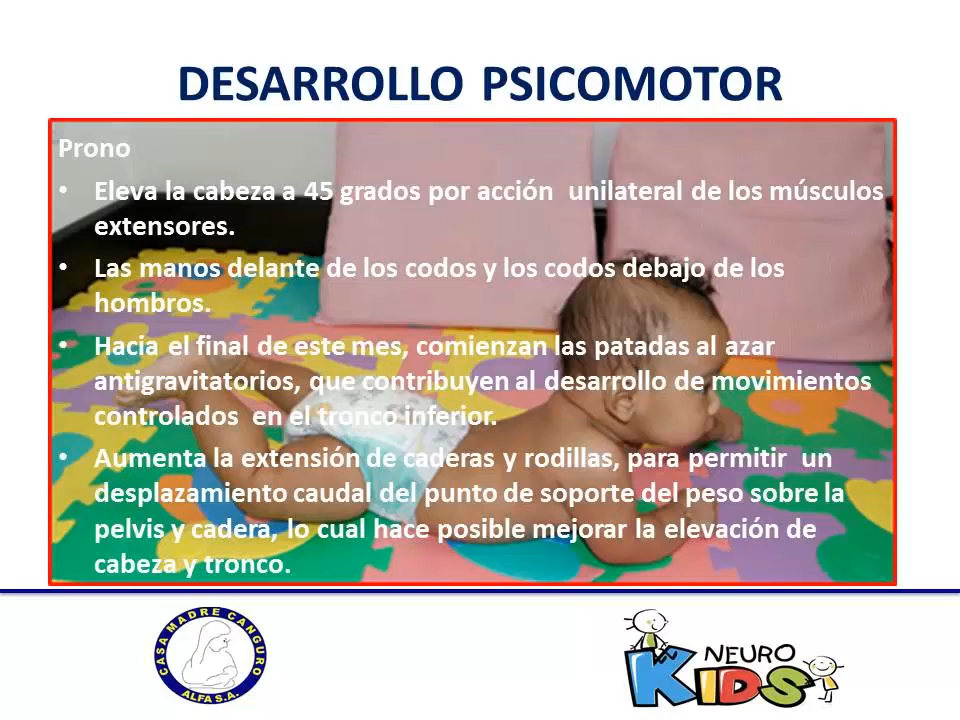 DESARROLLO PSICOMOTOR
Prono
• Eleva la cabeza a 45 grados por acción unilateral de los músculos
extensores.
• Las manos delante de los codos y los codos debajo de los
hombros.
• Hacia el final de este mes, comienzan las patadas al azar
antigravitatorios, que contribuyen al desarrollo de movimientos
controlados en el tronco inferior.
• Aumenta la extensión de caderas y rodillas, para permitir un
desplazamiento caudal del punto de soporte del peso sobre la
pelvis y cadera, lo cual hace posible mejorar la elevación de
cabeza y tronco.
CASA MADRE CANGURO
ALFA S.A.
NEURO
KIDS